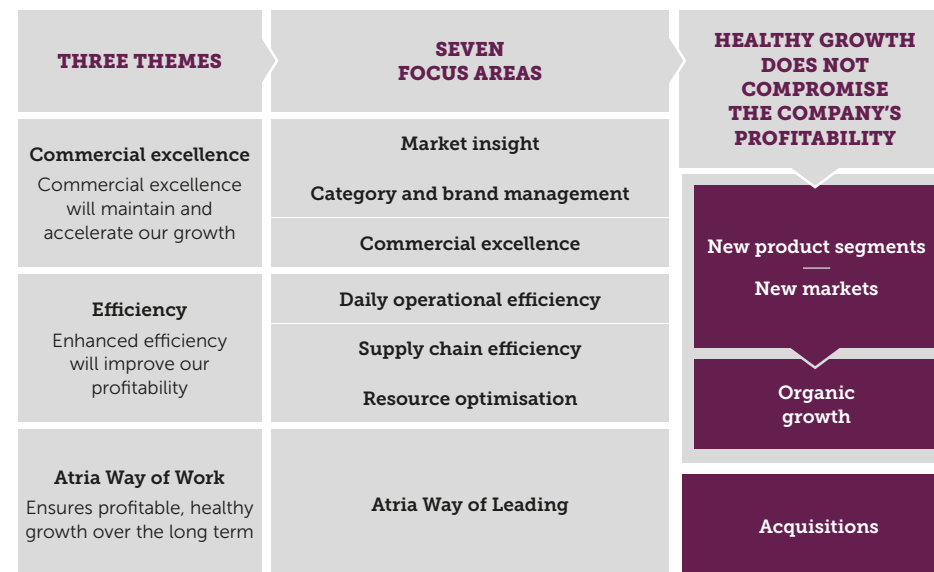 THREE THEMES
SEVEN
FOCUS AREAS
HEALTHY GROWTH
DOES NOT
COMPROMISE
THE COMPANY’S
PROFITABILITY
Commercial excellence
Commercial excellence
will maintain and
accelerate our growth
Market insight
Category and brand management
Commercial excellence
New product segments
New markets
Efficiency
Enhanced efficiency
will improve our
profitability
Daily operational efficiency
Supply chain efficiency
Resource optimisation
Organic
growth
Atria Way of Work
Ensures profitable, healthy
growth over the long term
Atria Way of Leading
Acquisitions